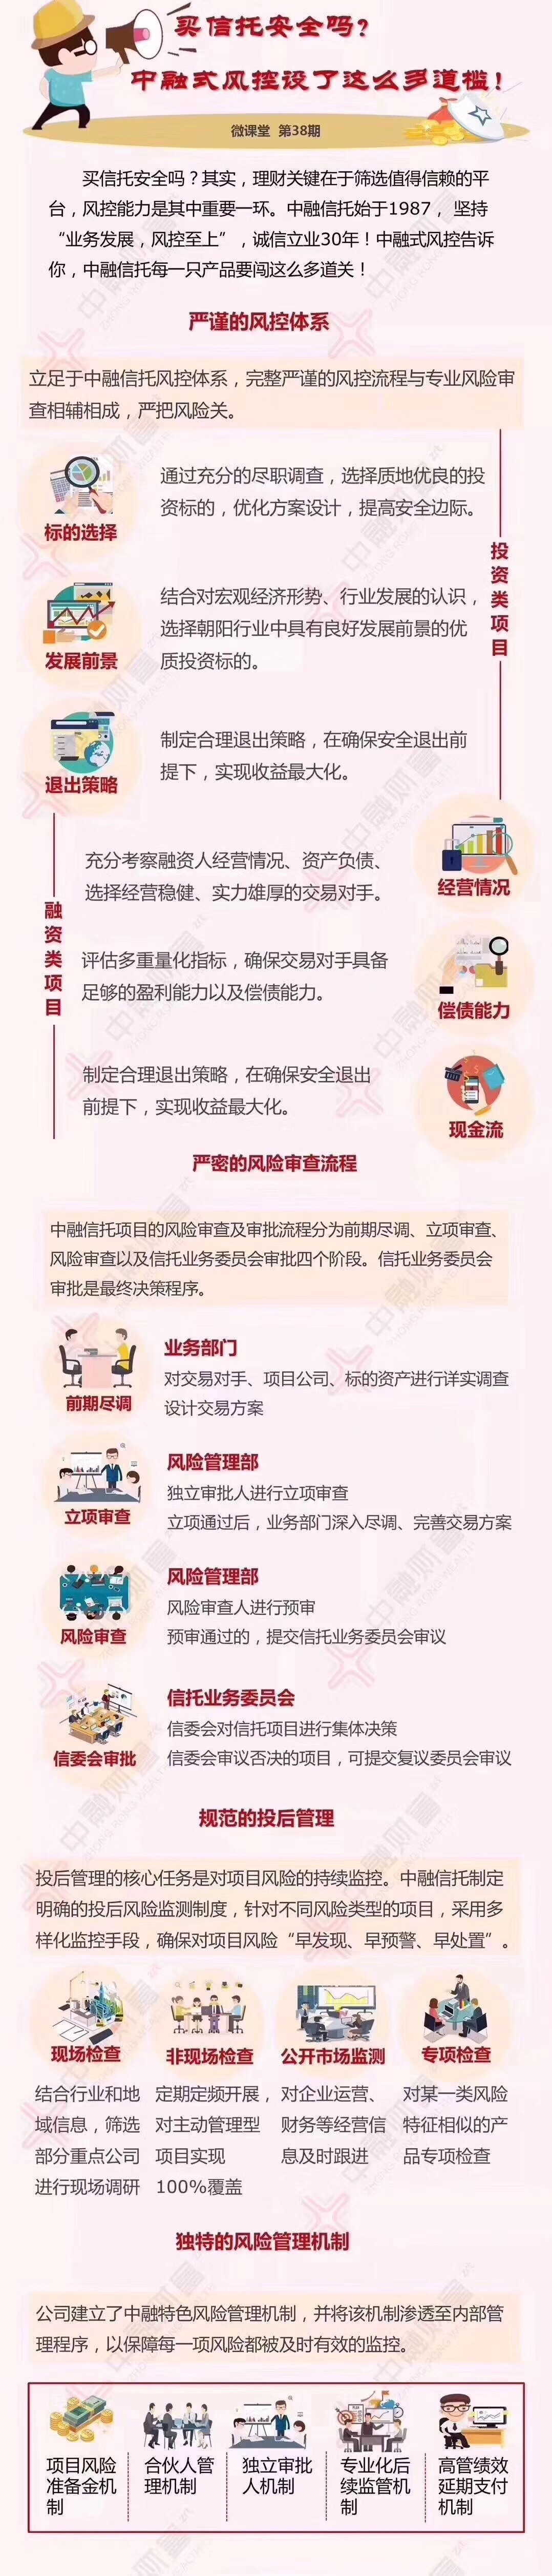 买信托安全吗?
中融式风控设了这么多道槛!
微课堂 第38期
买信托安全吗?其实,理财关键在于筛选值得信赖的平
台,风控能力是其中重要一环。中融信托始于1987,坚持
“业务发展,风控至上”,诚信立业30年!中融式风控告诉
你,中融信托每一只产品要闯这么多道关!
严谨的风控体系
立足于中融信托风控体系,完整严谨的风控流程与专业风险审
查相辅相成,严把风险关。
投资类项目
标的选择
通过充分的尽职调查,选择质地优良的投
资标的,优化方案设计,提高安全边际。
发展前景
结合对宏观经济形势、行业发展的认识,
选择朝阳行业中具有良好发展前景的优
质投资标的。
退出策略
制定合理退出策略,在确保安全退出前
提下,实现收益最大化。
融资类项目
充分考察融资人经营情况、资产负债、
选择经营稳健、实力雄厚的交易对手。
经营情况
评估多重量化指标,确保交易对手具备
足够的盈利能力以及偿债能力。
偿债能力
制定合理退出策略,在确保安全退出
前提下,实现收益最大化。
现金流
严密的风险审查流程
中融信托项目的风险审查及审批流程分为前期尽调、立项审查、
风险审查以及信托业务委员会审批四个阶段。信托业务委员会
审批是最终决策程序。
前期尽调
业务部门
对交易对手、项目公司、标的资产进行详实调查
设计交易方案
立项审查
风险管理部
独立审批人进行立项审查
立项通过后,业务部门深入尽调、完善交易方案
风险审查
风险管理部
风险审查人进行预审
预审通过的,提交信托业务委员会审议
信委会审批
信托业务委员会
信委会对信托项目进行集体决策
信委会审议否决的项目,可提交复议委员会审议
规范的投后管理
投后管理的核心任务是对项目风险的持续监控。中融信托制定
明确的投后风险监测制度,针对不同风险类型的项目,采用多
样化监控手段,确保对项目风险“早发现、早预警、早处置”。
现场检查
结合行业和地
域信息,筛选
部分重点公司
进行现场调研
非现场检查
定期定频开展,
对主动管理型
项目实现
100%覆盖
公开市场监测
对企业运营、
财务等经营信
息及时跟进
专项检查
对某一类风险
特征相似的产
品专项检查
独特的风险管理机制
公司建立了中融特色风险管理机制,并将该机制渗透至内部管
理程序,以保障每一项风险都被及时有效的监控。
项目风险
准备金机
制
合伙人管
理机制
独立审批
人机制
专业化后
续监管机
制
高管绩效
延期支付
机制
中融财富